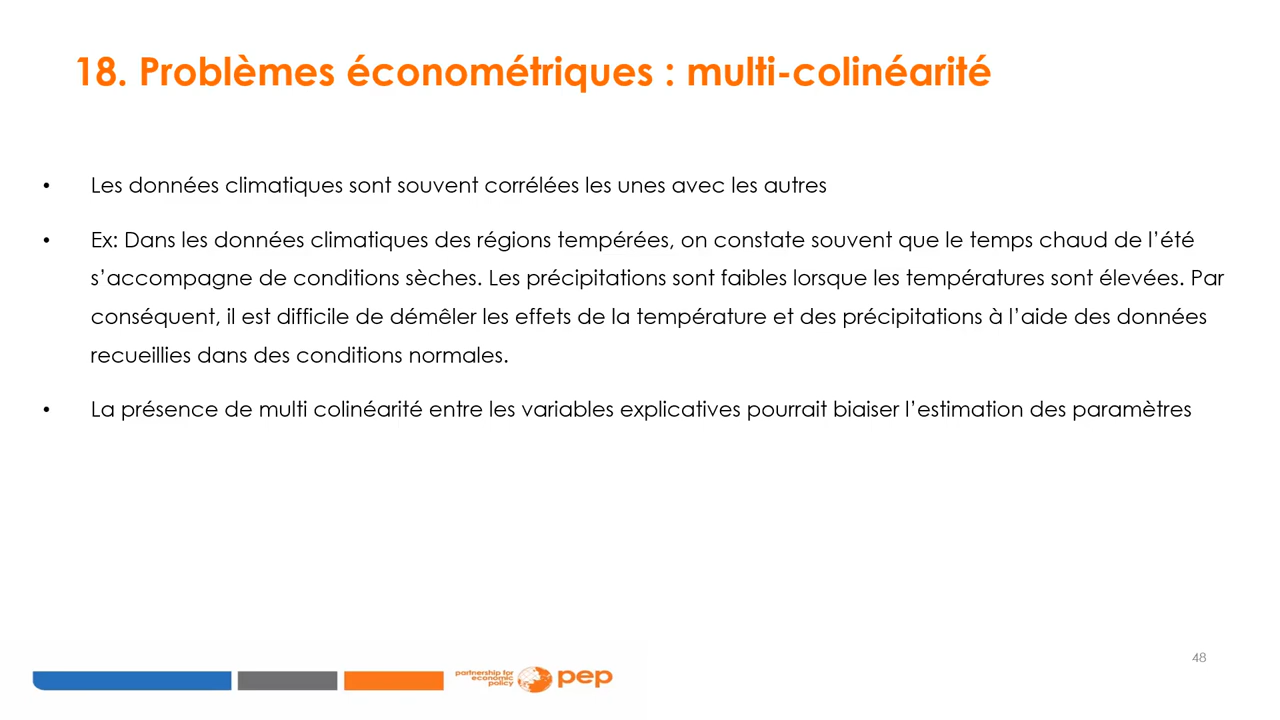 18. Problèmes économétriques : multi-colinéarité
• Les données climatiques sont souvent corrélées les unes avec les autres
• Ex: Dans les données climatiques des régions tempérées, on constate souvent que le temps chaud de l’été
s’accompagne de conditions sèches. Les précipitations sont faibles lorsque les températures sont élevées. Par
conséquent, il est difficile de démêler les effets de la température et des précipitations à l’aide des données
recueillies dans des conditions normales.
• La présence de multi colinéarité entre les variables explicatives pourrait biaiser l’estimation des paramètres
48
partnership for
economic
policy
pep